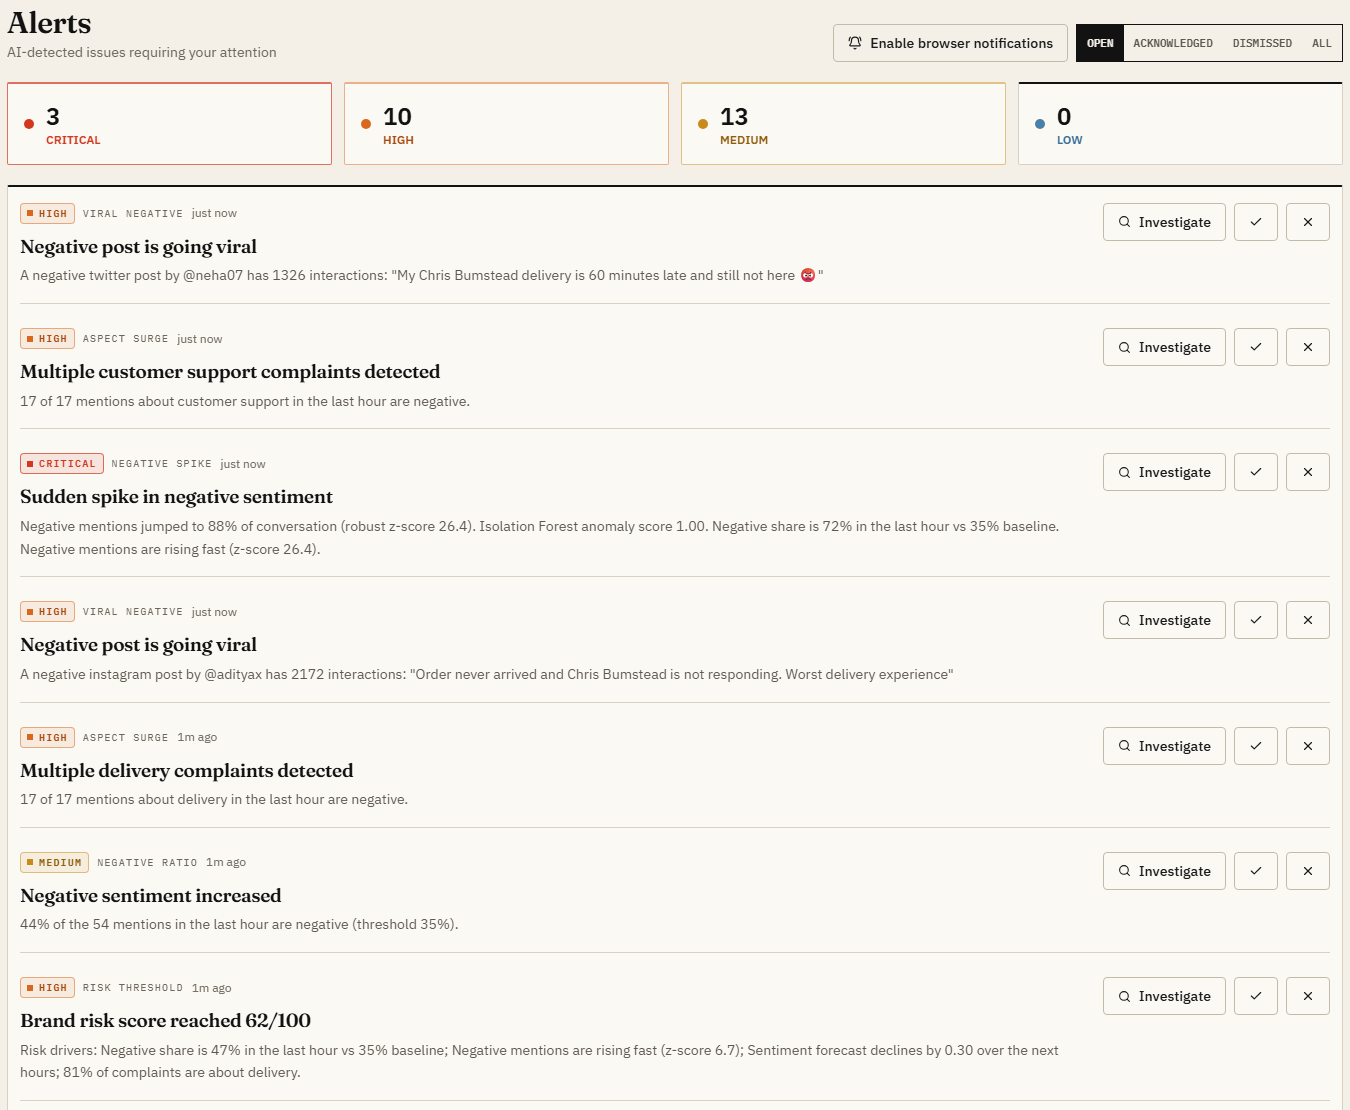 Alerts
AI-detected issues requiring your attention
Enable browser notifications
OPEN ACKNOWLEDGED DISMISSED ALL
3
CRITICAL
10
HIGH
13
MEDIUM
0
LOW
HIGH VIRAL NEGATIVE just now
Investigate
Negative post is going viral
A negative twitter post by @neha07 has 1326 interactions: "My Chris Bumstead delivery is 60 minutes late and still not here 😡"
HIGH ASPECT SURGE just now
Investigate
Multiple customer support complaints detected
17 of 17 mentions about customer support in the last hour are negative.
CRITICAL NEGATIVE SPIKE just now
Investigate
Sudden spike in negative sentiment
Negative mentions jumped to 88% of conversation (robust z-score 26.4). Isolation Forest anomaly score 1.00. Negative share is 72% in the last hour vs 35% baseline.
Negative mentions are rising fast (z-score 26.4).
HIGH VIRAL NEGATIVE just now
Investigate
Negative post is going viral
A negative instagram post by @adityax has 2172 interactions: "Order never arrived and Chris Bumstead is not responding. Worst delivery experience"
HIGH ASPECT SURGE 1m ago
Investigate
Multiple delivery complaints detected
17 of 17 mentions about delivery in the last hour are negative.
MEDIUM NEGATIVE RATIO 1m ago
Investigate
Negative sentiment increased
44% of the 54 mentions in the last hour are negative (threshold 35%).
HIGH RISK THRESHOLD 1m ago
Investigate
Brand risk score reached 62/100
Risk drivers: Negative share is 47% in the last hour vs 35% baseline; Negative mentions are rising fast (z-score 6.7); Sentiment forecast declines by 0.30 over the next
hours; 81% of complaints are about delivery.